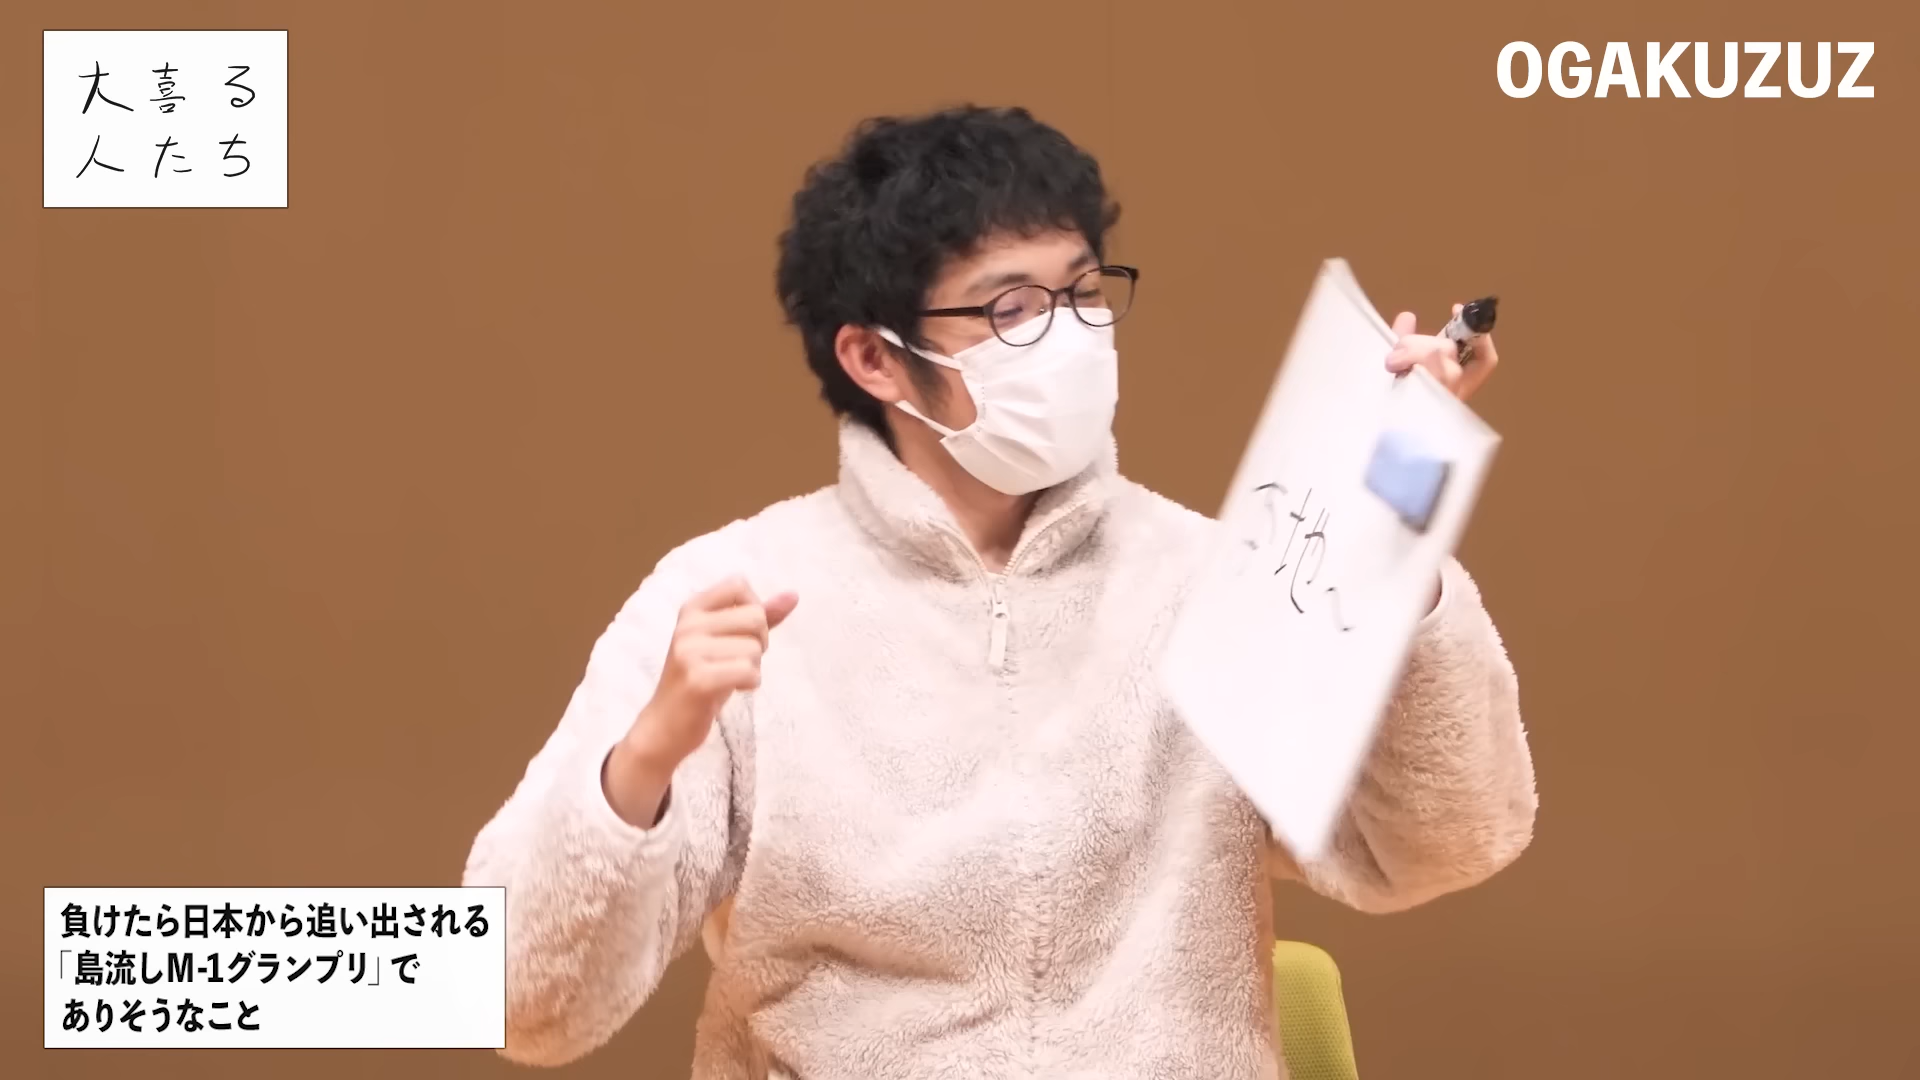 大喜る
人たち
OGAKUZUZ
負けたら日本から追い出される
「島流しM-1グランプリ」で
ありそうなこと